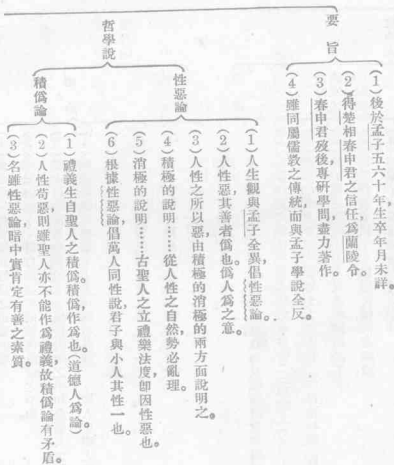 要旨
(1)後於孟子五六十年,生卒年月未詳。
(2)得楚相春申君之信任,爲蘭陵令。
(3)春申君歿後,專研學問,盡力著作。
(4)雖同屬儒教之傳統,而與孟子學說全反。
哲學說
性惡論
(1)人生觀與孟子全異,倡性惡論。
(2)人性惡,其善者僞也。僞人爲之意。
(3)人性之所以惡,由積極的消極的兩方面說明之。
(4)積極的說明……從人性之自然,勢必亂理。
(5)消極的說明……古聖人之立禮樂法度,卽因性惡也。
(6)根據性惡論,倡萬人同性說,君子與小人其性一也。
積僞論
(1)禮義生自聖人之積僞。積僞作爲也。(道德人爲論)
(2)人性苟惡,則雖聖人亦不能作爲禮義,故積僞論有矛盾。
(3)名雖性惡論,暗中實肯定有善之素質。